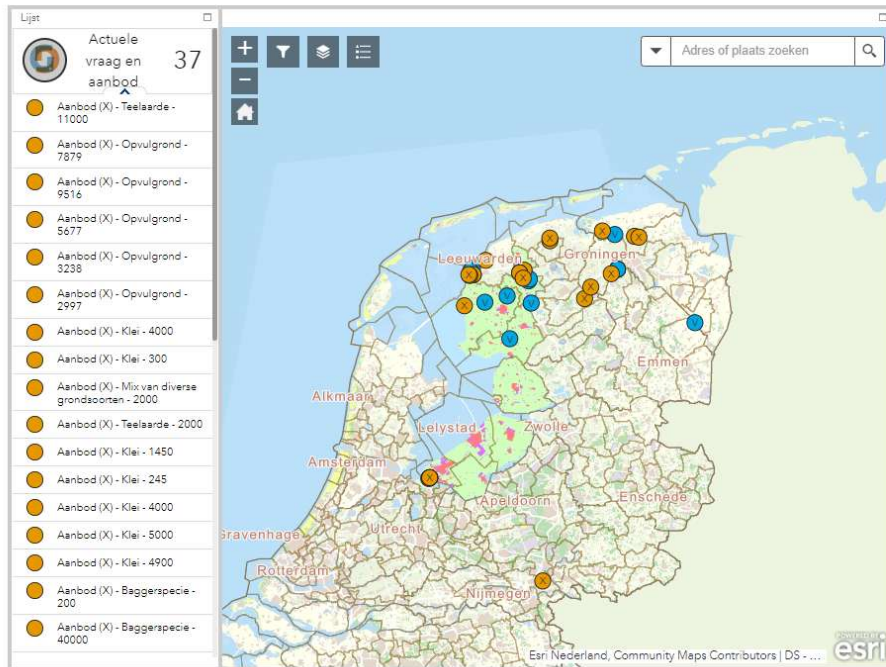 Lijst
Actuele
vraag en
aanbod
37
Aanbod (X) - Teelaarde -
11000
Aanbod (X) - Opvulgrond -
7879
Aanbod (X) - Opvulgrond -
9516
Aanbod (X) - Opvulgrond -
5677
Aanbod (X) - Opvulgrond -
3238
Aanbod (X) - Opvulgrond -
2997
Aanbod (X) - Klei - 4000
Aanbod (X) - Klei - 300
Aanbod (X) - Mix van diverse
grondsoorten - 2000
Aanbod (X) - Teelaarde - 2000
Aanbod (X) - Klei - 1450
Aanbod (X) - Klei - 245
Aanbod (X) - Klei - 4000
Aanbod (X) - Klei - 5000
Aanbod (X) - Klei - 4900
Aanbod (X) - Baggerspecie -
200
Aanbod (X) - Baggerspecie -
40000
Adres of plaats zoeken
Leeuwarden
Groningen
Emmen
Alkmaar
Lelystad
Zwolle
Amsterdam
Apeldoorn
Enschede
Utrecht
Gravenhage
Rotterdam
Nijmegen
Esri Nederland, Community Maps Contributors | DS - ...
POWERED BY
esri